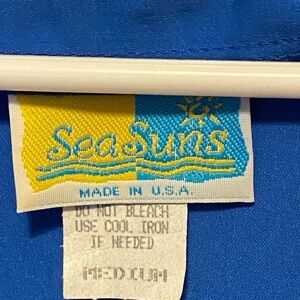 SeaSuns
MADE IN U.S.A.
DO NOT BLEACH
USE COOL IRON
IF NEEDED
MEDIUM